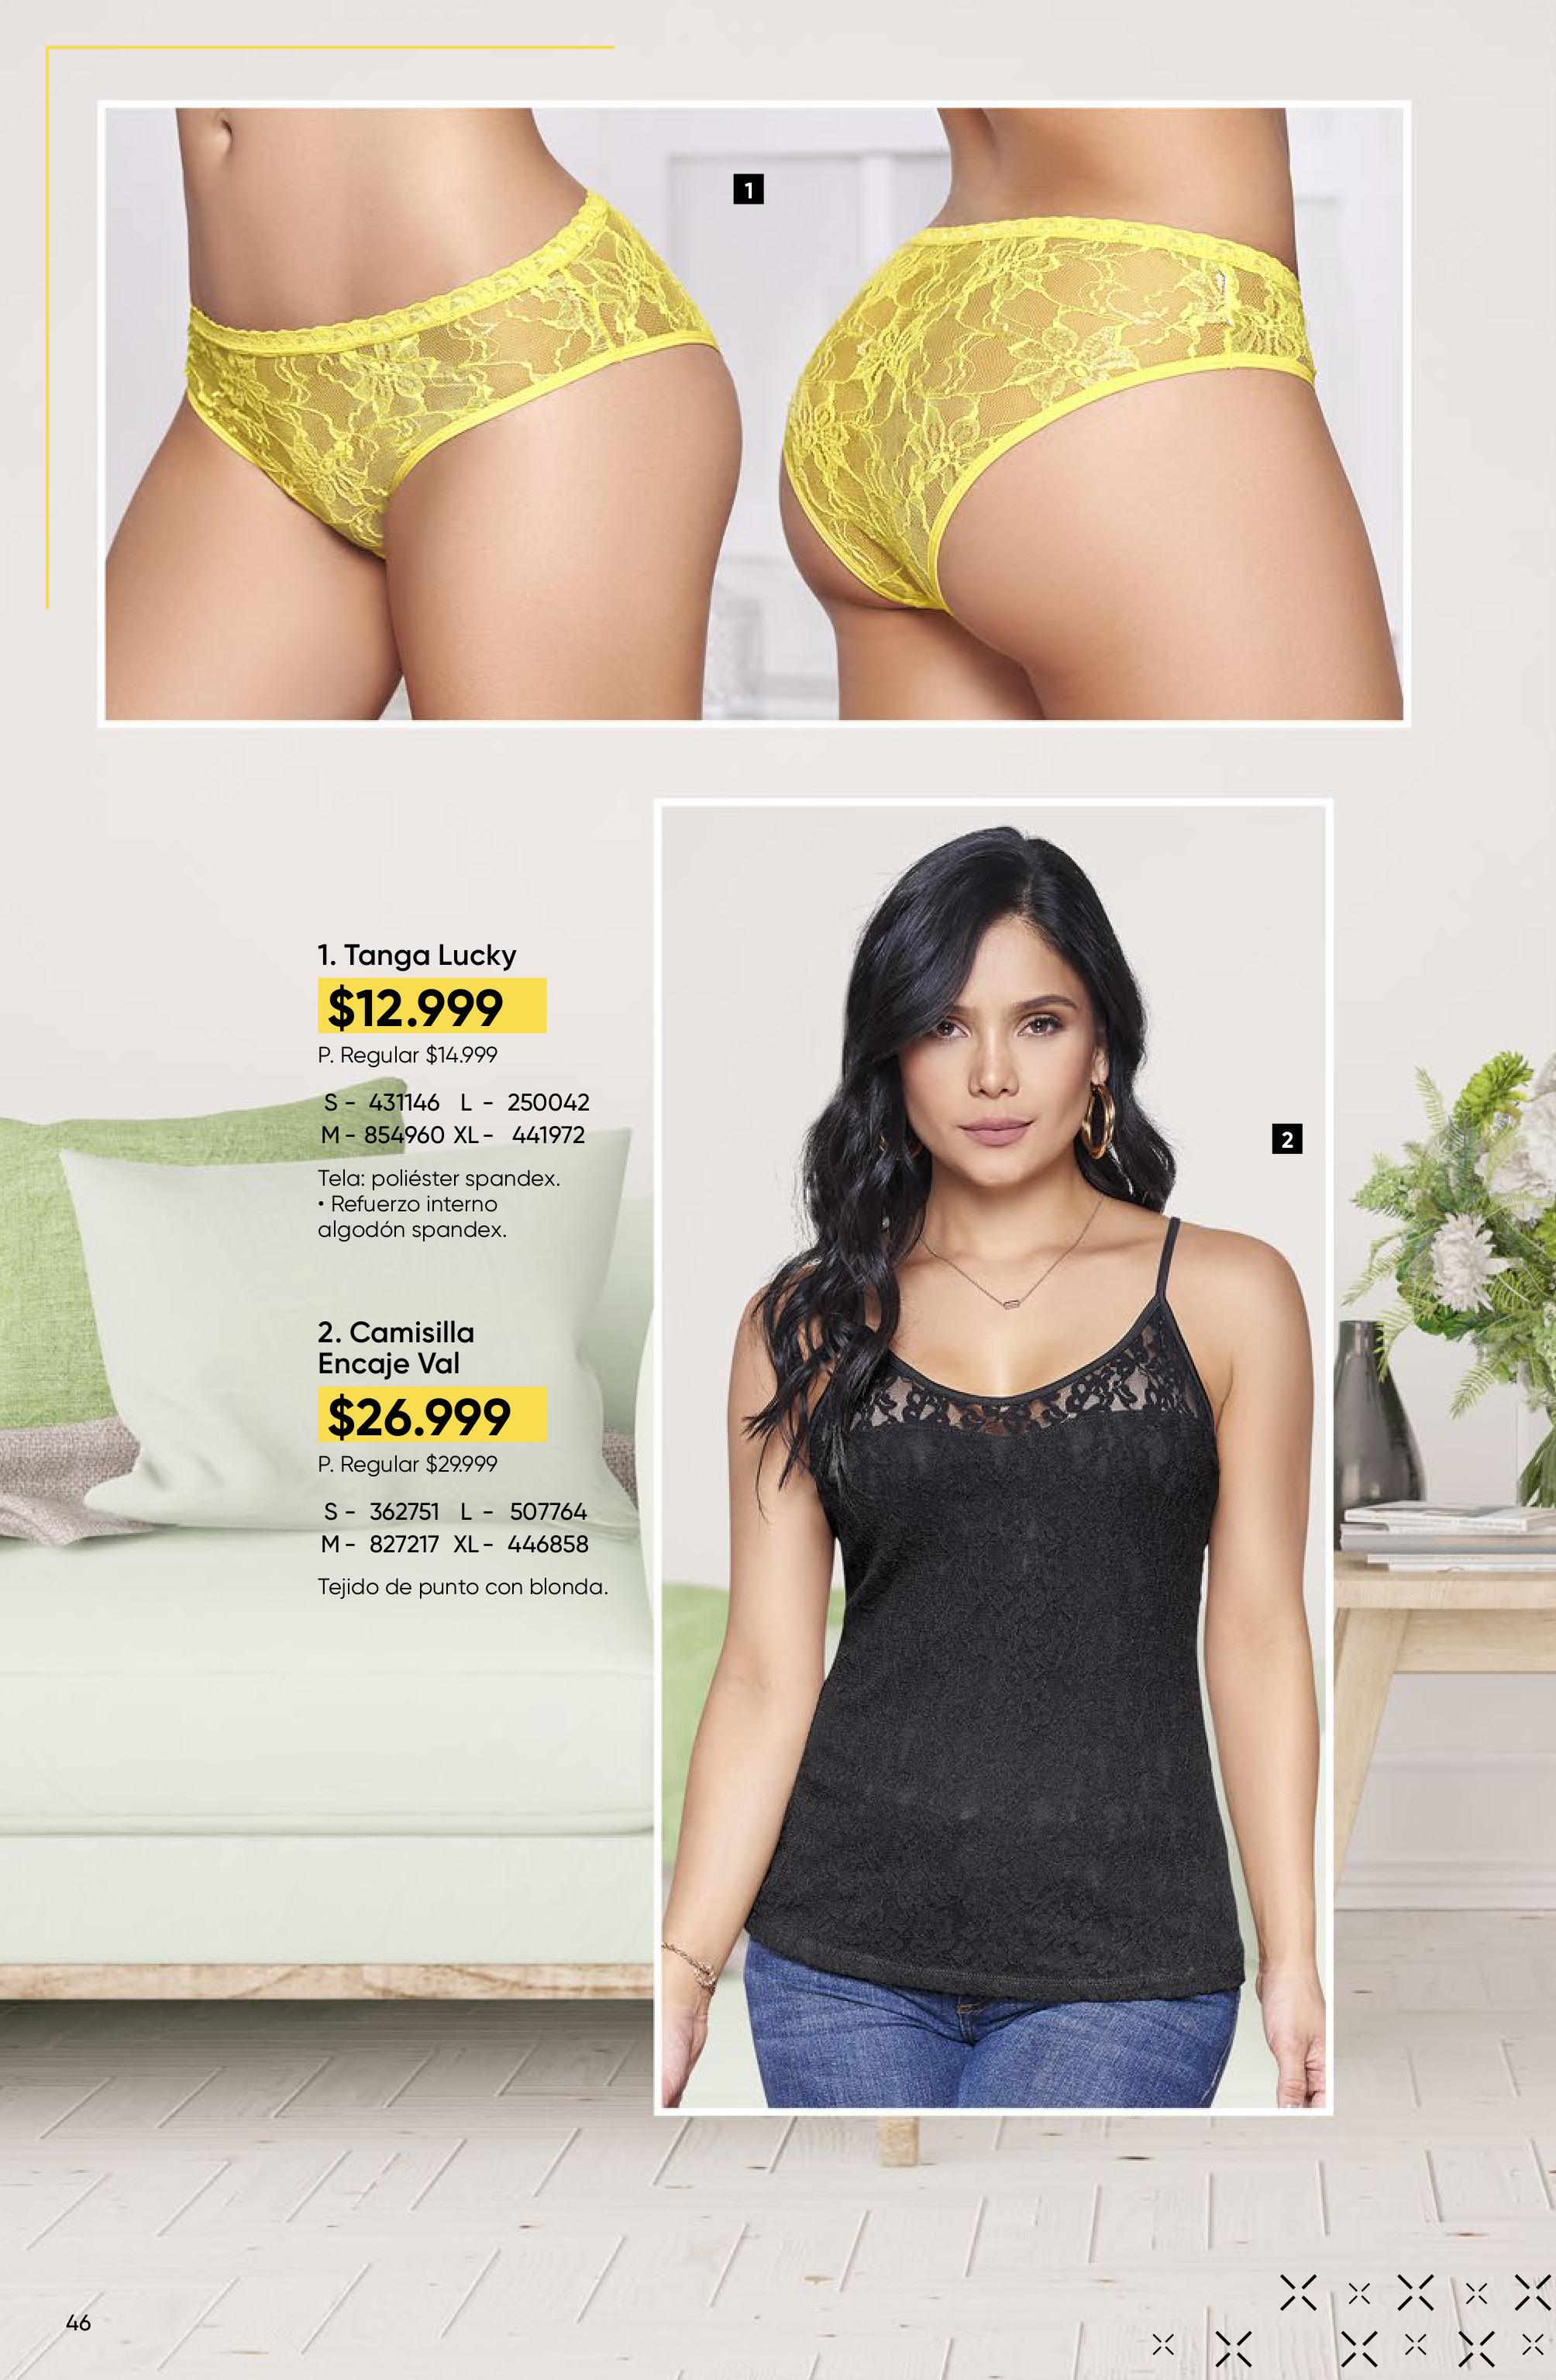 1
1. Tanga Lucky
$12.999
P. Regular $14.999
S - 431146 L - 250042
M - 854960 XL - 441972
Tela: poliéster spandex.
• Refuerzo interno
algodón spandex.
2. Camisilla
Encaje Val
$26.999
P. Regular $29.999
S - 362751 L - 507764
M - 827217 XL - 446858
Tejido de punto con blonda.
2
46